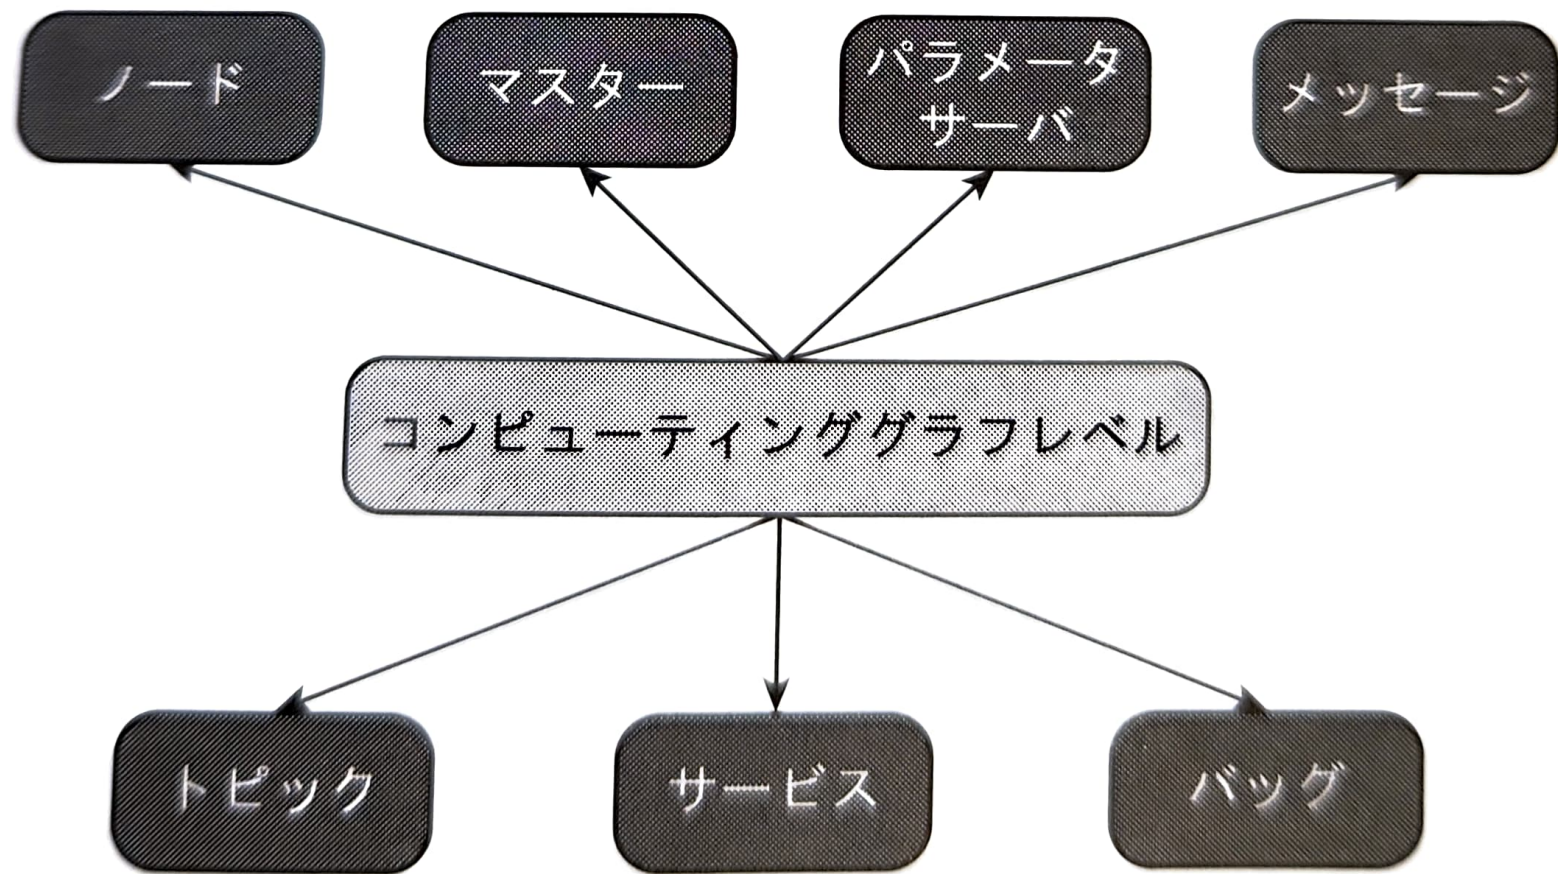 ノード
マスター
パラメータ
サーバ
メッセージ
コンピューティンググラフレベル
トピック
サービス
バッグ